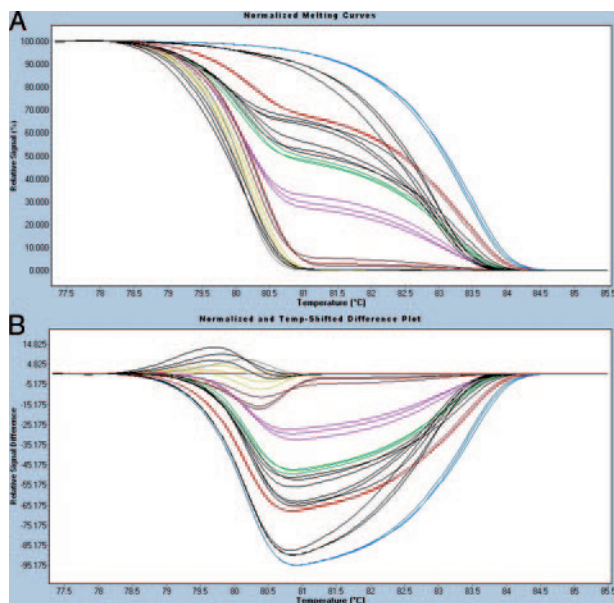 A
Normalized Melting Curves
Relative Signal (%)
100.000
90.000
80.000
70.000
60.000
50.000
40.000
30.000
20.000
10.000
0.000
77.5 78 78.5 79 79.5 80 80.5 81 81.5 82 82.5 83 83.5 84 84.5 85 85.5
Temperature (°C)
B
Normalized and Temp-Shifted Difference Plot
Relative Signal Difference
14.825
4.825
-5.175
-15.175
-25.175
-35.175
-45.175
-55.175
-65.175
-75.175
-85.175
-95.175
77.5 78 78.5 79 79.5 80 80.5 81 81.5 82 82.5 83 83.5 84 84.5 85 85.5
Temperature (°C)